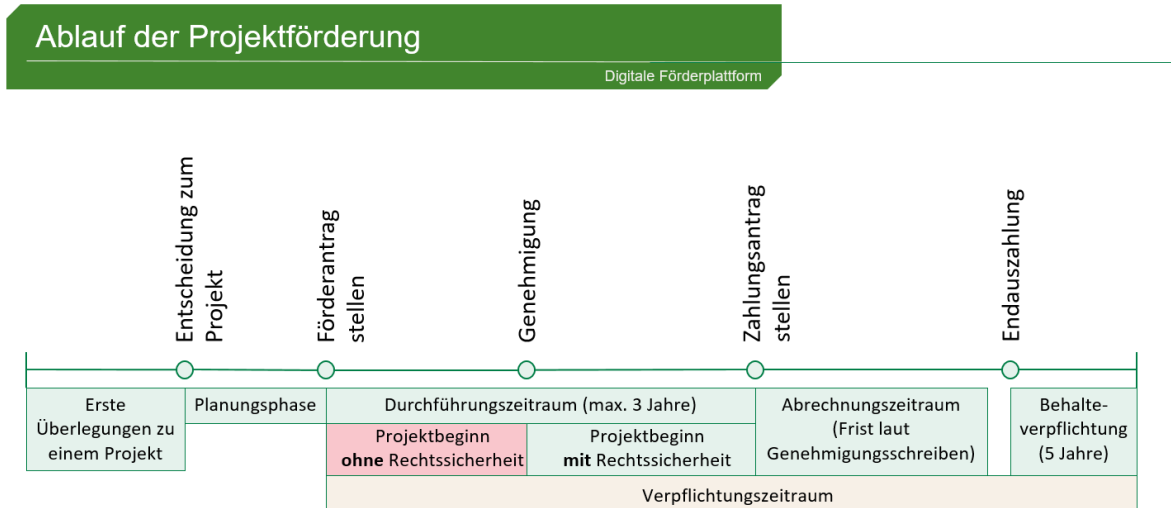 Ablauf der Projektförderung
Digitale Förderplattform
Entscheidung zum
Projekt
Förderantrag
stellen
Genehmigung
Zahlungsantrag
stellen
Endauszahlung
Erste
Überlegungen zu
einem Projekt
Planungsphase
Durchführungszeitraum (max. 3 Jahre)
Projektbeginn
ohne Rechtssicherheit
Projektbeginn
mit Rechtssicherheit
Abrechnungszeitraum
(Frist laut
Genehmigungsschreiben)
Behalte-
verpflichtung
(5 Jahre)
Verpflichtungszeitraum